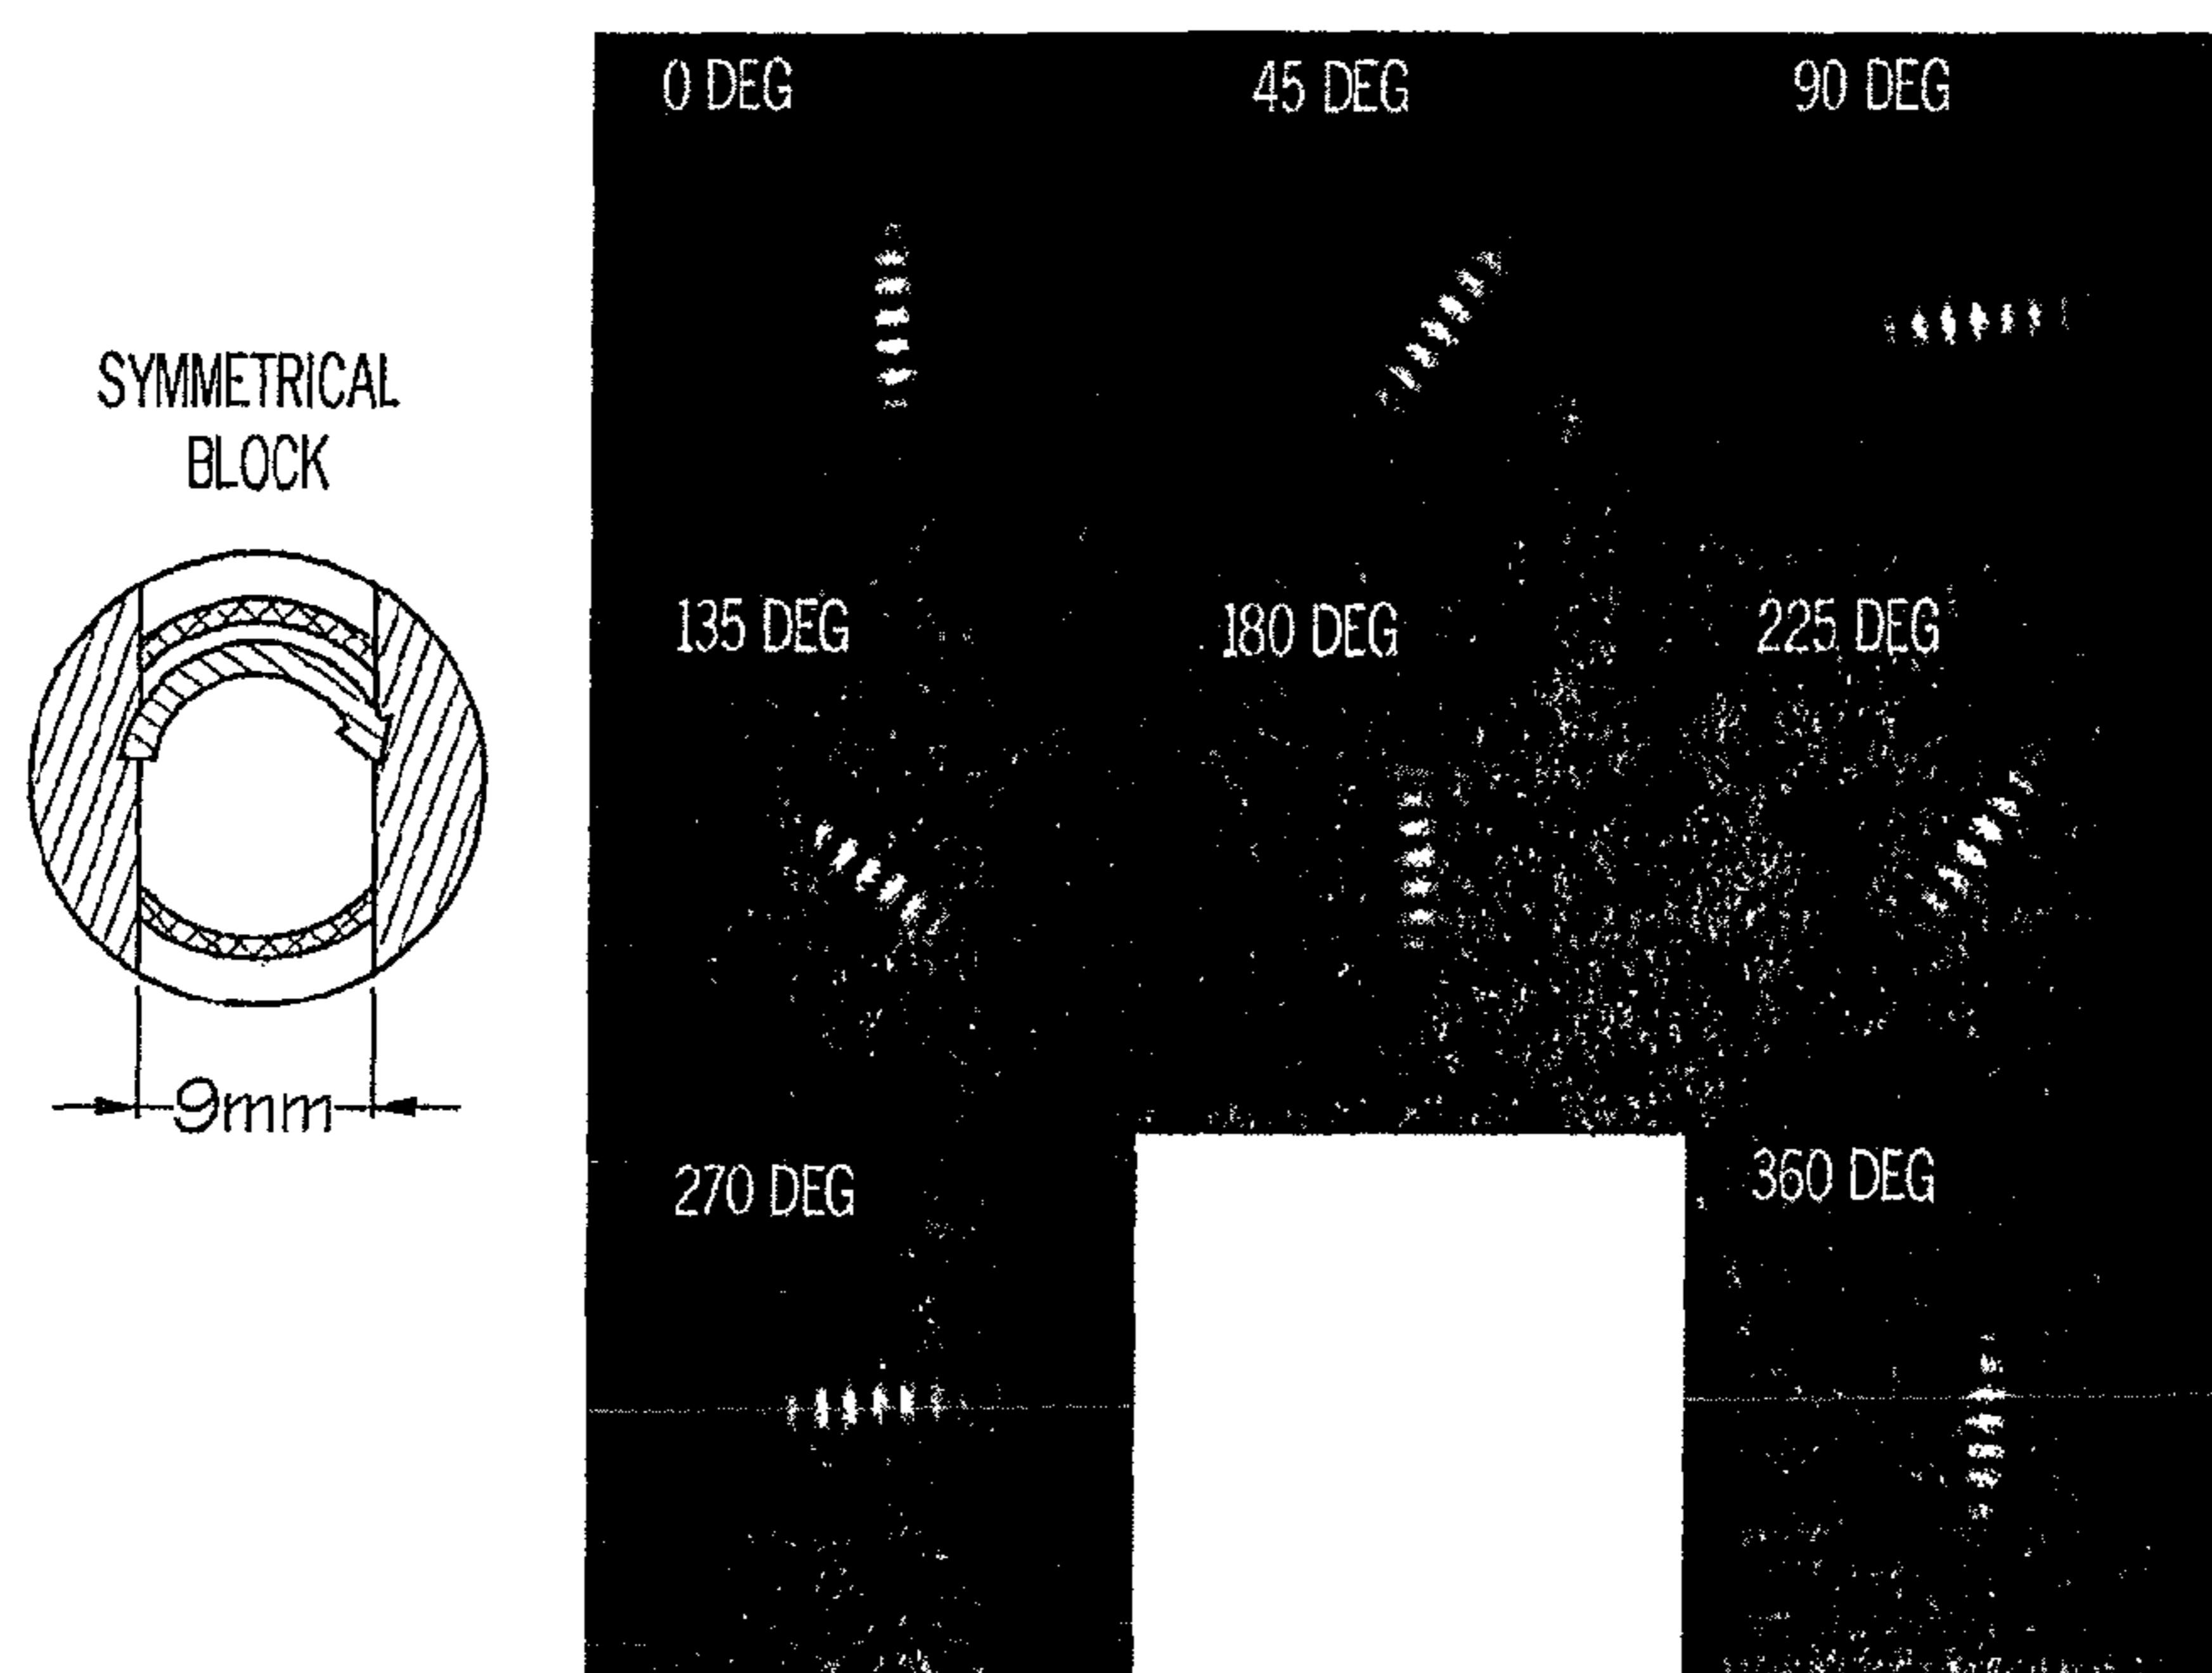 SYMMETRICAL
BLOCK
9mm
0 DEG
45 DEG
90 DEG
135 DEG
180 DEG
225 DEG
270 DEG
360 DEG